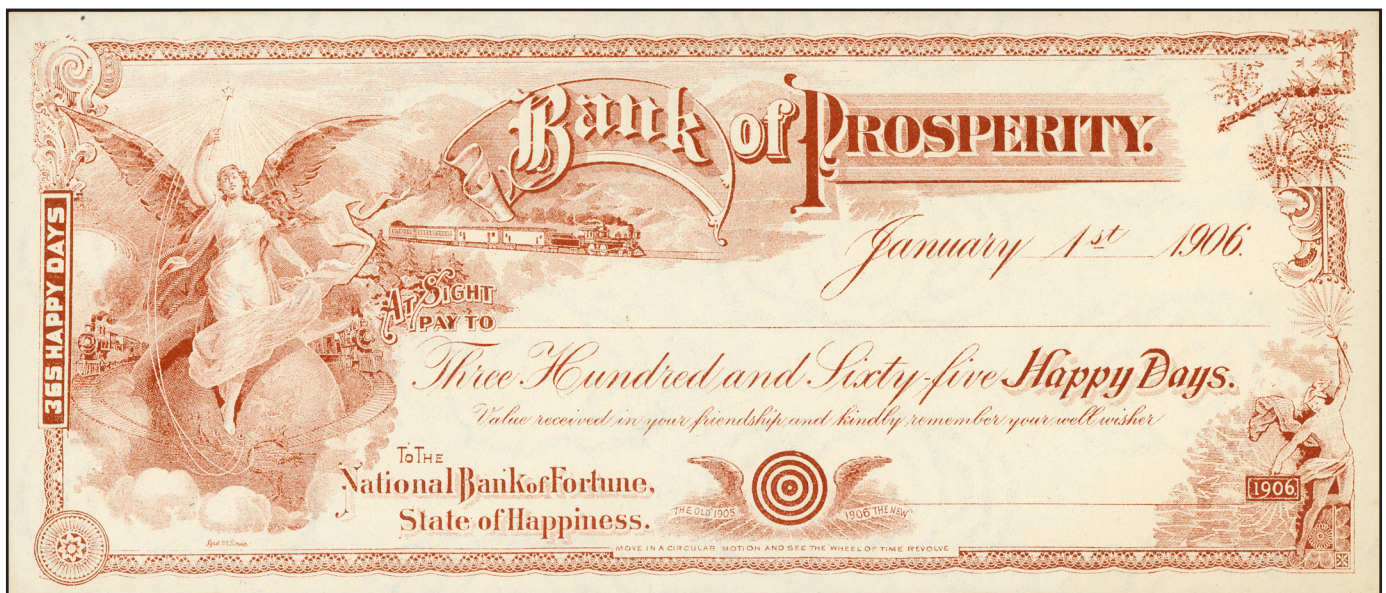 Bank of PROSPERITY.
January 1st 1906.
365 HAPPY DAYS
AT SIGHT
PAY TO
Three Hundred and Sixty-five Happy Days.
Value received in your friendship and kindly remember your well wisher
TO THE
National Bank of Fortune,
State of Happiness.
THE OLD 1905
1906 THE NEW
1906
MOVE IN A CIRCULAR MOTION AND SEE THE WHEEL OF TIME REVOLVE